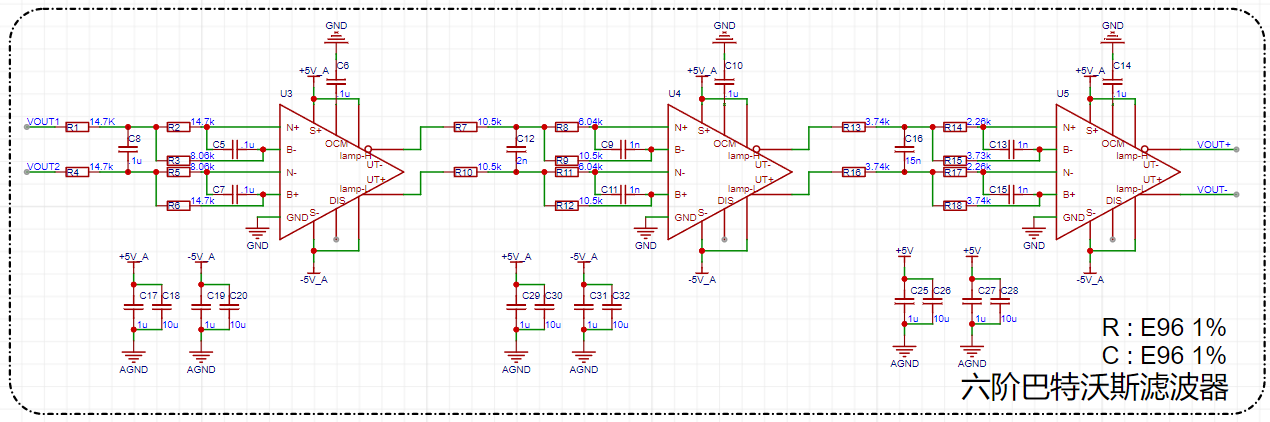 GND GND GND
+5V_A C6 +5V_A C10 +5V_A C14
U3 .1u U4 .1u U5 .1u
VOUT1 R1 14.7K R2 14.7k N+ S+ R7 10.5k R8 6.04k N+ S+ R13 3.74k R14 2.26k N+ S+
C8 .1u C5 .1u B- OCM lamp-H UT- C12 2n C9 1n B- OCM lamp-H UT- C16 15n C13 1n B- OCM lamp-H UT- VOUT+
R3 8.06k R9 10.5k R15 3.73k
VOUT2 R4 14.7k R5 8.06k N- UT+ R10 10.5k R11 6.04k N- UT+ R16 3.74k R17 2.26k N- UT+
C7 .1u B+ lamp-L C11 1n B+ lamp-L C15 1n B+ lamp-L VOUT-
R6 14.7k DIS R12 10.5k DIS R18 3.74k DIS
GND S- GND S- GND S-
GND GND GND
+5V_A -5V_A -5V_A +5V_A -5V_A -5V_A +5V +5V -5V_A
C17 C18 C19 C20 C29 C30 C31 C32 C25 C26 C27 C28
1u 10u 1u 10u 1u 10u 1u 10u 1u 10u 1u 10u
AGND AGND AGND AGND AGND AGND
R : E96 1%
C : E96 1%
六阶巴特沃斯滤波器